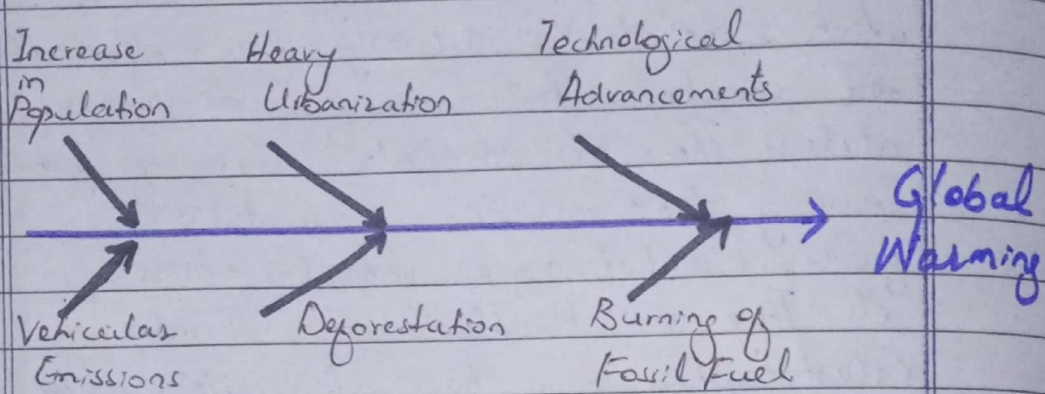 Increase
in
Population
Heavy
Urbanization
Technological
Advancements
Global
Warming
Vehicular
Emissions
Deforestation
Burning of
Fossil Fuel